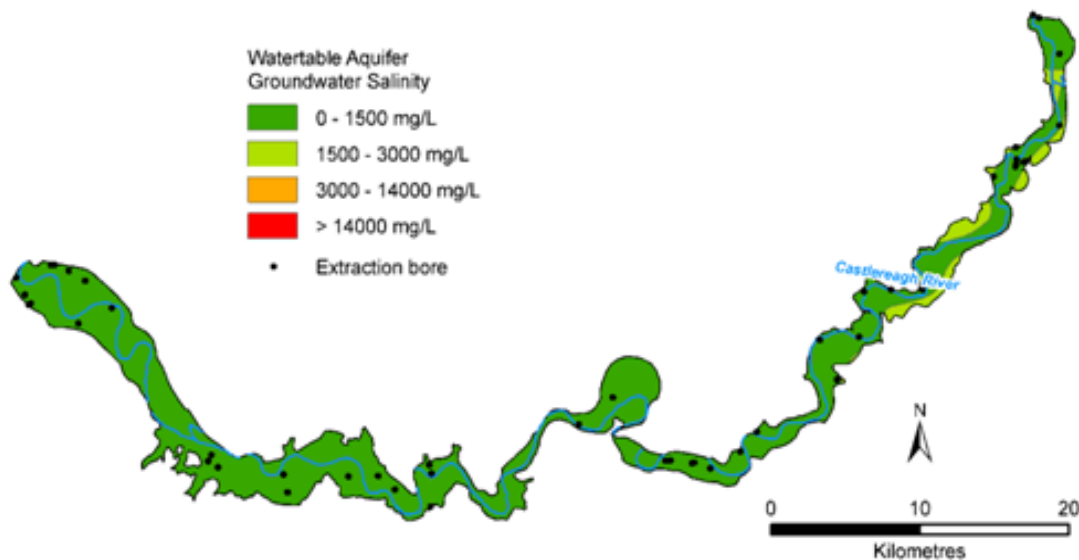 Watertable Aquifer
Groundwater Salinity
0 - 1500 mg/L
1500 - 3000 mg/L
3000 - 14000 mg/L
> 14000 mg/L
Extraction bore
Castlereagh River
N
0 10 20
Kilometres